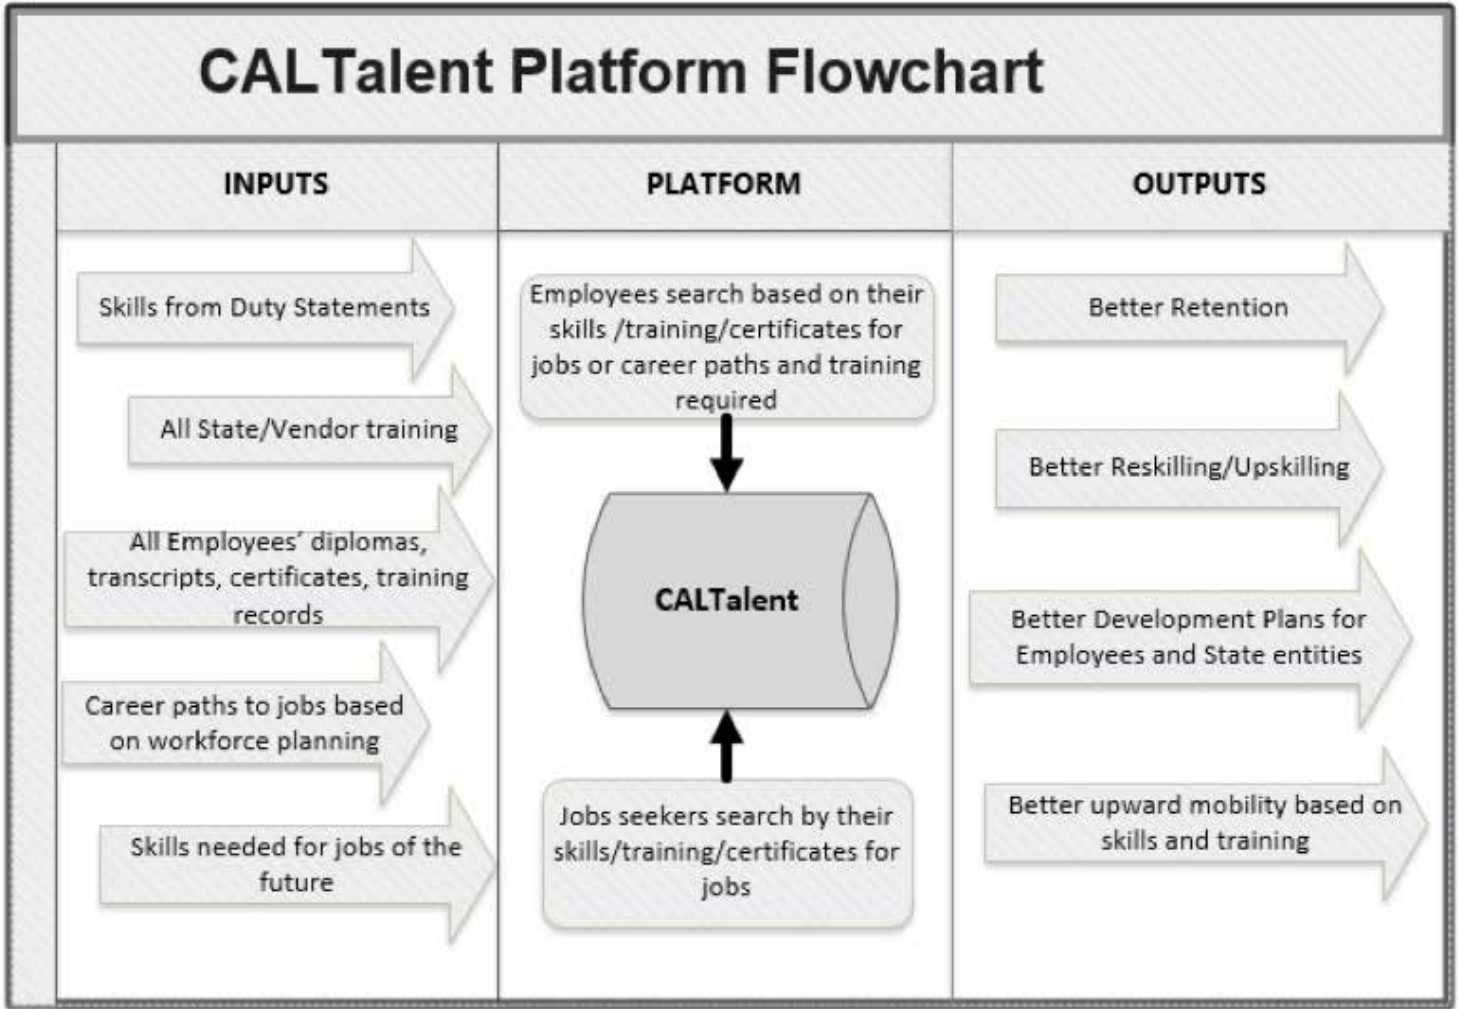 CALTalent Platform Flowchart
INPUTS
PLATFORM
OUTPUTS
Skills from Duty Statements
All State/Vendor training
All Employees’ diplomas,
transcripts, certificates, training
records
Career paths to jobs based
on workforce planning
Skills needed for jobs of the
future
Employees search based on their
skills /training/certificates for
jobs or career paths and training
required
CALTalent
Jobs seekers search by their
skills/training/certificates for
jobs
Better Retention
Better Reskilling/Upskilling
Better Development Plans for
Employees and State entities
Better upward mobility based on
skills and training